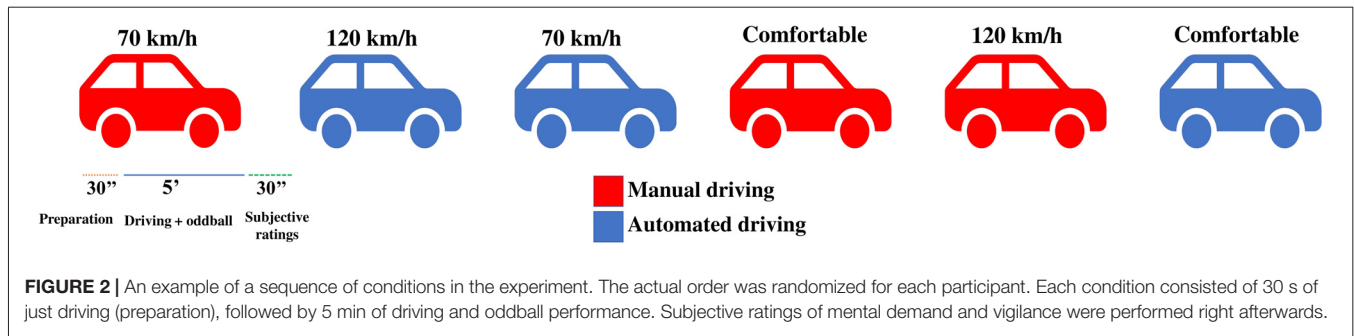 70 km/h 120 km/h 70 km/h Comfortable 120 km/h Comfortable
30” 5’ 30”
Preparation Driving + oddball Subjective
ratings
Manual driving
Automated driving
FIGURE 2 | An example of a sequence of conditions in the experiment. The actual order was randomized for each participant. Each condition consisted of 30 s of
just driving (preparation), followed by 5 min of driving and oddball performance. Subjective ratings of mental demand and vigilance were performed right afterwards.